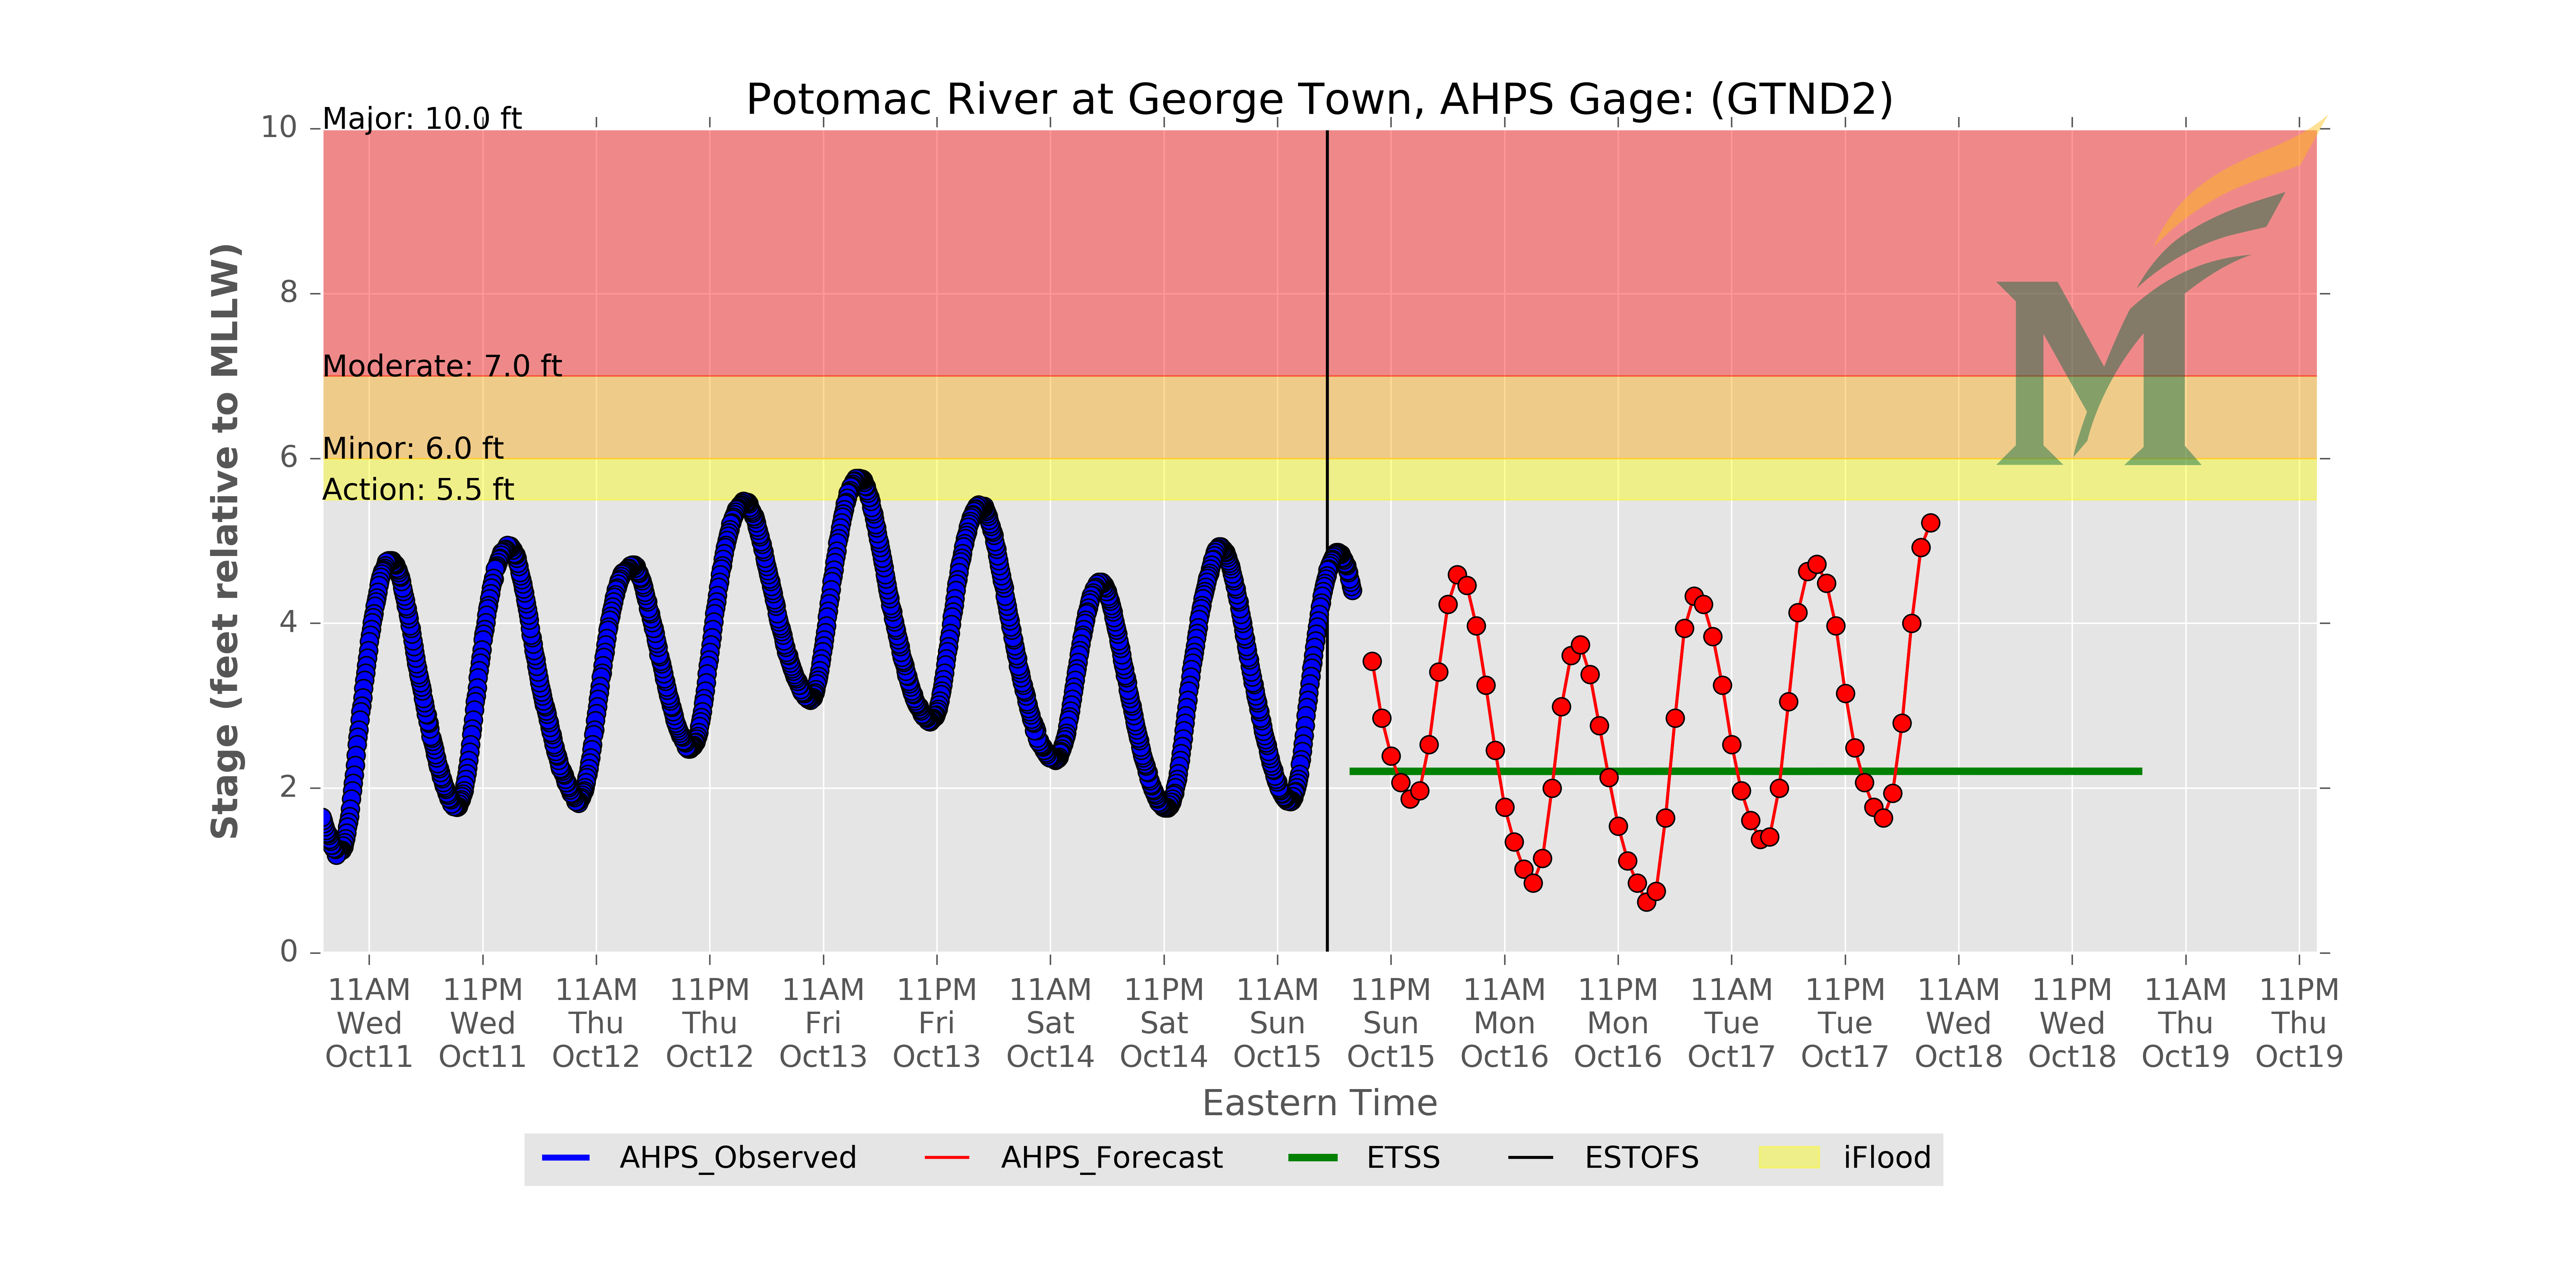 Potomac River at George Town, AHPS Gage: (GTND2)
Major: 10.0 ft
Moderate: 7.0 ft
Minor: 6.0 ft
Action: 5.5 ft
Stage (feet relative to MLLW)
10
8
6
4
2
0
11AM 11PM 11AM 11PM 11AM 11PM 11AM 11PM 11AM 11PM 11AM 11PM 11AM 11PM 11AM 11PM 11AM 11PM
Wed Wed Thu Thu Fri Fri Sat Sat Sun Sun Mon Mon Tue Tue Wed Wed Thu Thu
Oct11 Oct11 Oct12 Oct12 Oct13 Oct13 Oct14 Oct14 Oct15 Oct15 Oct16 Oct16 Oct17 Oct17 Oct18 Oct18 Oct19 Oct19
Eastern Time
AHPS_Observed AHPS_Forecast ETSS ESTOFS iFlood